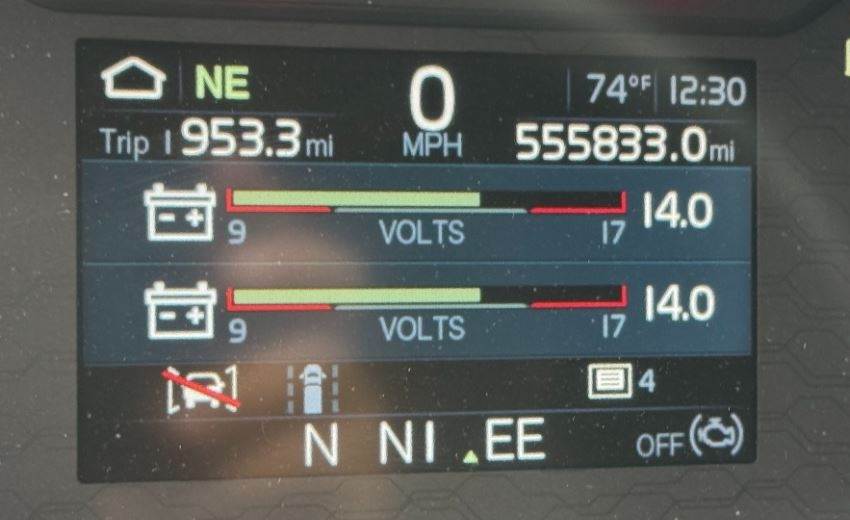 NE 0 74°F 12:30
Trip 1 953.3 mi MPH 555833.0 mi
14.0
9 VOLTS 17
14.0
9 VOLTS 17
4
N N1 EE OFF